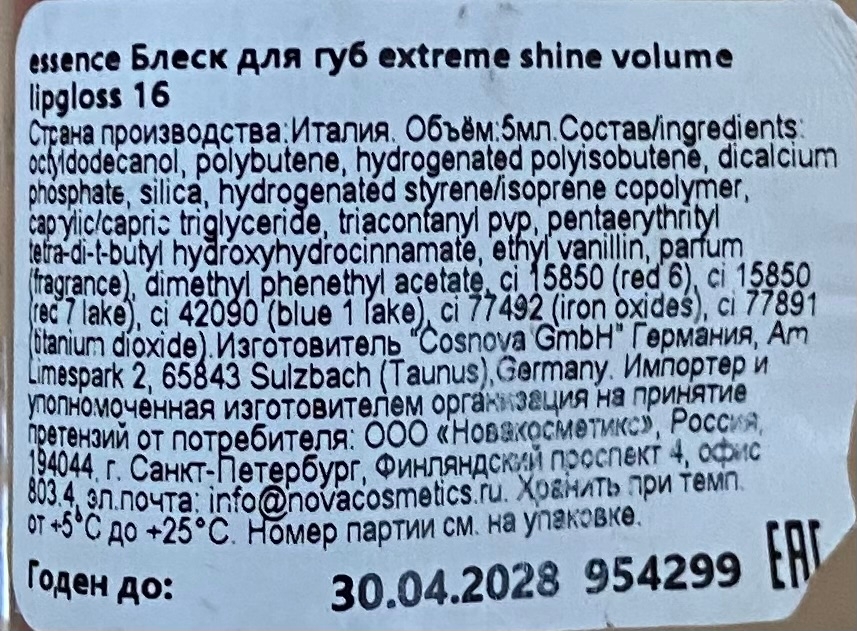 essence Блеск для губ extreme shine volume
lipgloss 16
Страна производства:Италия. Объём:5мл.Состав/ingredients:
octyldodecanol, polybutene, hydrogenated polyisobutene, dicalcium
phosphate, silica, hydrogenated styrene/isoprene copolymer,
caprylic/capric triglyceride, triacontanyl pvp, pentaerythrityl
tetra-di-t-butyl hydroxyhydrocinnamate, ethyl vanillin, parfum
(fragrance), dimethyl phenethyl acetate, ci 15850 (red 6), ci 15850
(red 7 lake), ci 42090 (blue 1 lake), ci 77492 (iron oxides), ci 77891
(titanium dioxide).Изготовитель "Cosnova GmbH" Германия, Am
Limespark 2, 65843 Sulzbach (Taunus),Germany. Импортер и
уполномоченная изготовителем организация на принятие
претензий от потребителя: ООО «Новакосметикс», Россия,
194044, г. Санкт-Петербург, Финляндский проспект 4, офис
803.4, эл.почта: info@novacosmetics.ru. Хранить при темп.
от +5°C до +25°C. Номер партии см. на упаковке.
Годен до: 30.04.2028 954299 EAC